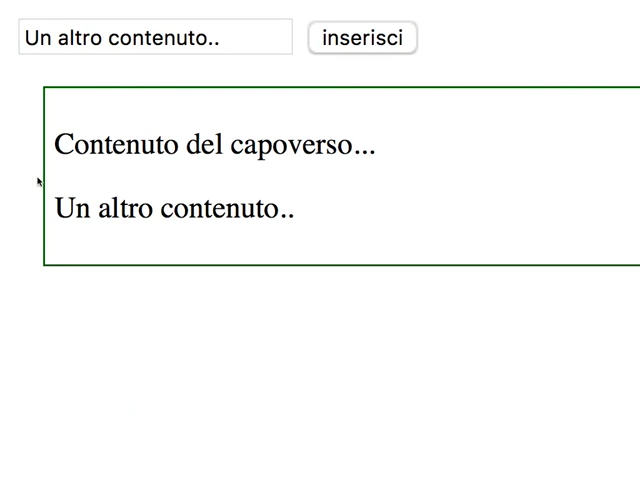 Un altro contenuto.. inserisci
Contenuto del capoverso...
Un altro contenuto..